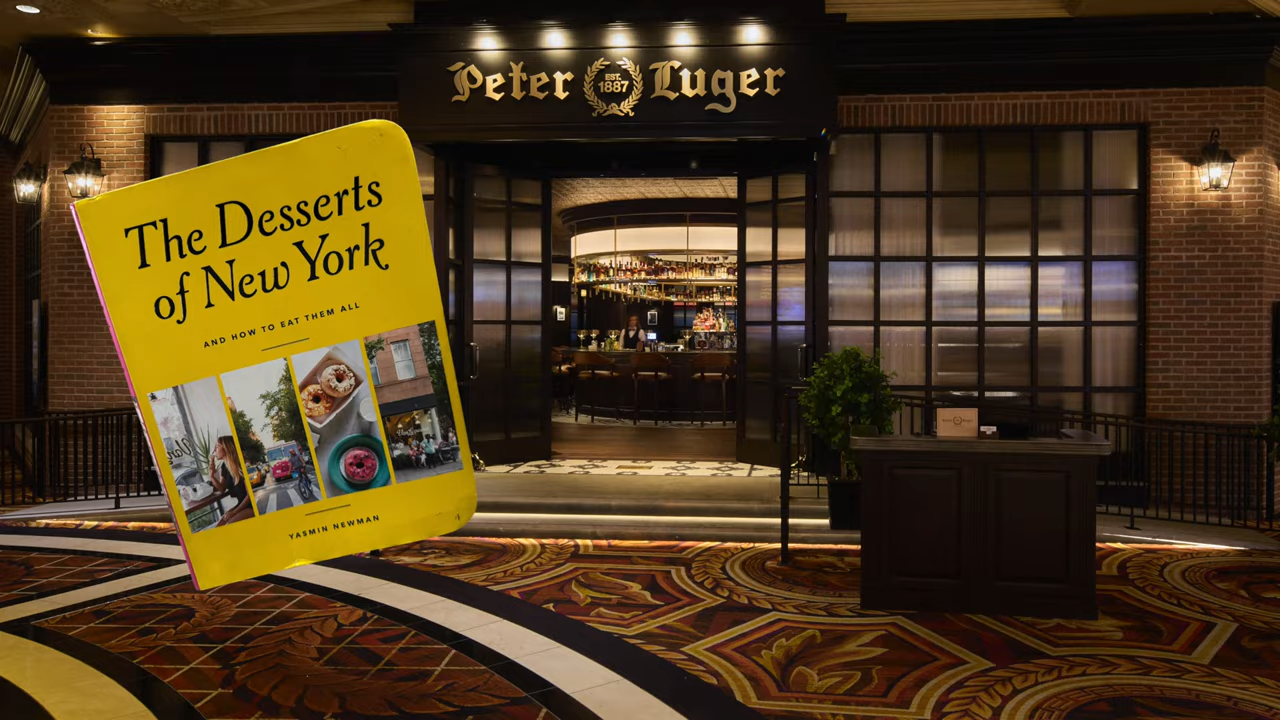 Peter EST. 1887 Luger
The Desserts
of New York
AND HOW TO EAT THEM ALL
YASMIN NEWMAN